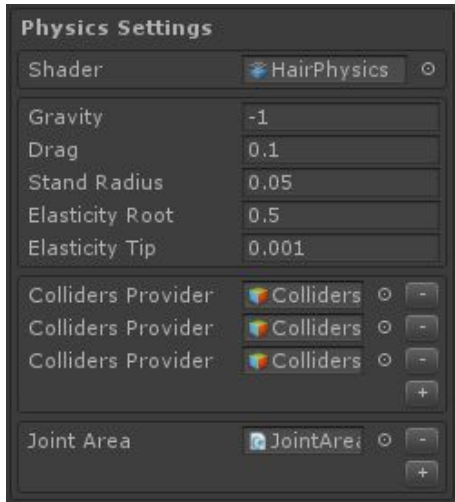 Physics Settings
Shader HairPhysics
Gravity -1
Drag 0.1
Stand Radius 0.05
Elasticity Root 0.5
Elasticity Tip 0.001
Colliders Provider Colliders -
Colliders Provider Colliders -
Colliders Provider Colliders -
+
Joint Area JointArea -
+